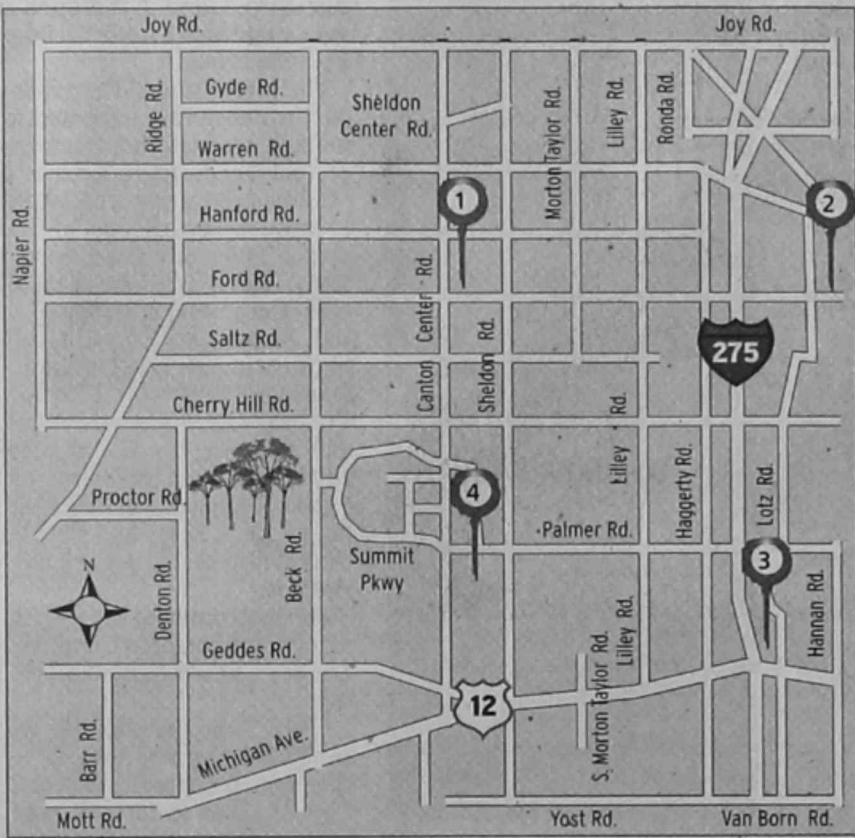 Joy Rd.
Joy Rd.
Ridge Rd.
Gyde Rd.
Sheldon
Center Rd.
Morton Taylor Rd.
Lilley Rd.
Ronda Rd.
Warren Rd.
1
2
Napier Rd.
Hanford Rd.
Ford Rd.
Canton Center Rd.
Sheldon Rd.
Saltz Rd.
275
Cherry Hill Rd.
Lilley Rd.
Haggerty Rd.
Lotz Rd.
4
Proctor Rd.
Palmer Rd.
Beck Rd.
Summit
Pkwy
3
N
Denton Rd.
Hannan Rd.
Geddes Rd.
Lilley Rd.
S. Morton Taylor Rd.
12
Barr Rd.
Michigan Ave.
Mott Rd.
Yost Rd.
Van Born Rd.